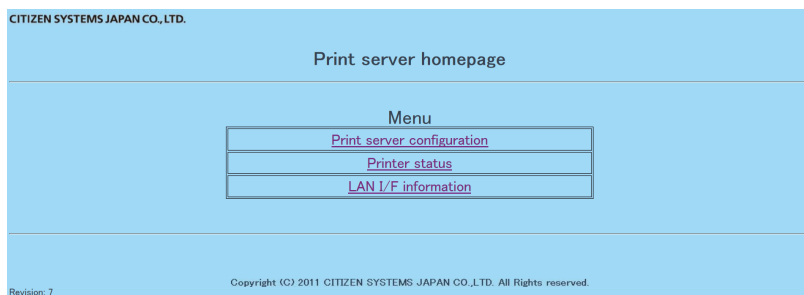 CITIZEN SYSTEMS JAPAN CO., LTD.
Print server homepage
Menu
Print server configuration
Printer status
LAN I/F information
Copyright (C) 2011 CITIZEN SYSTEMS JAPAN CO.,LTD. All Rights reserved.
Revision: 7